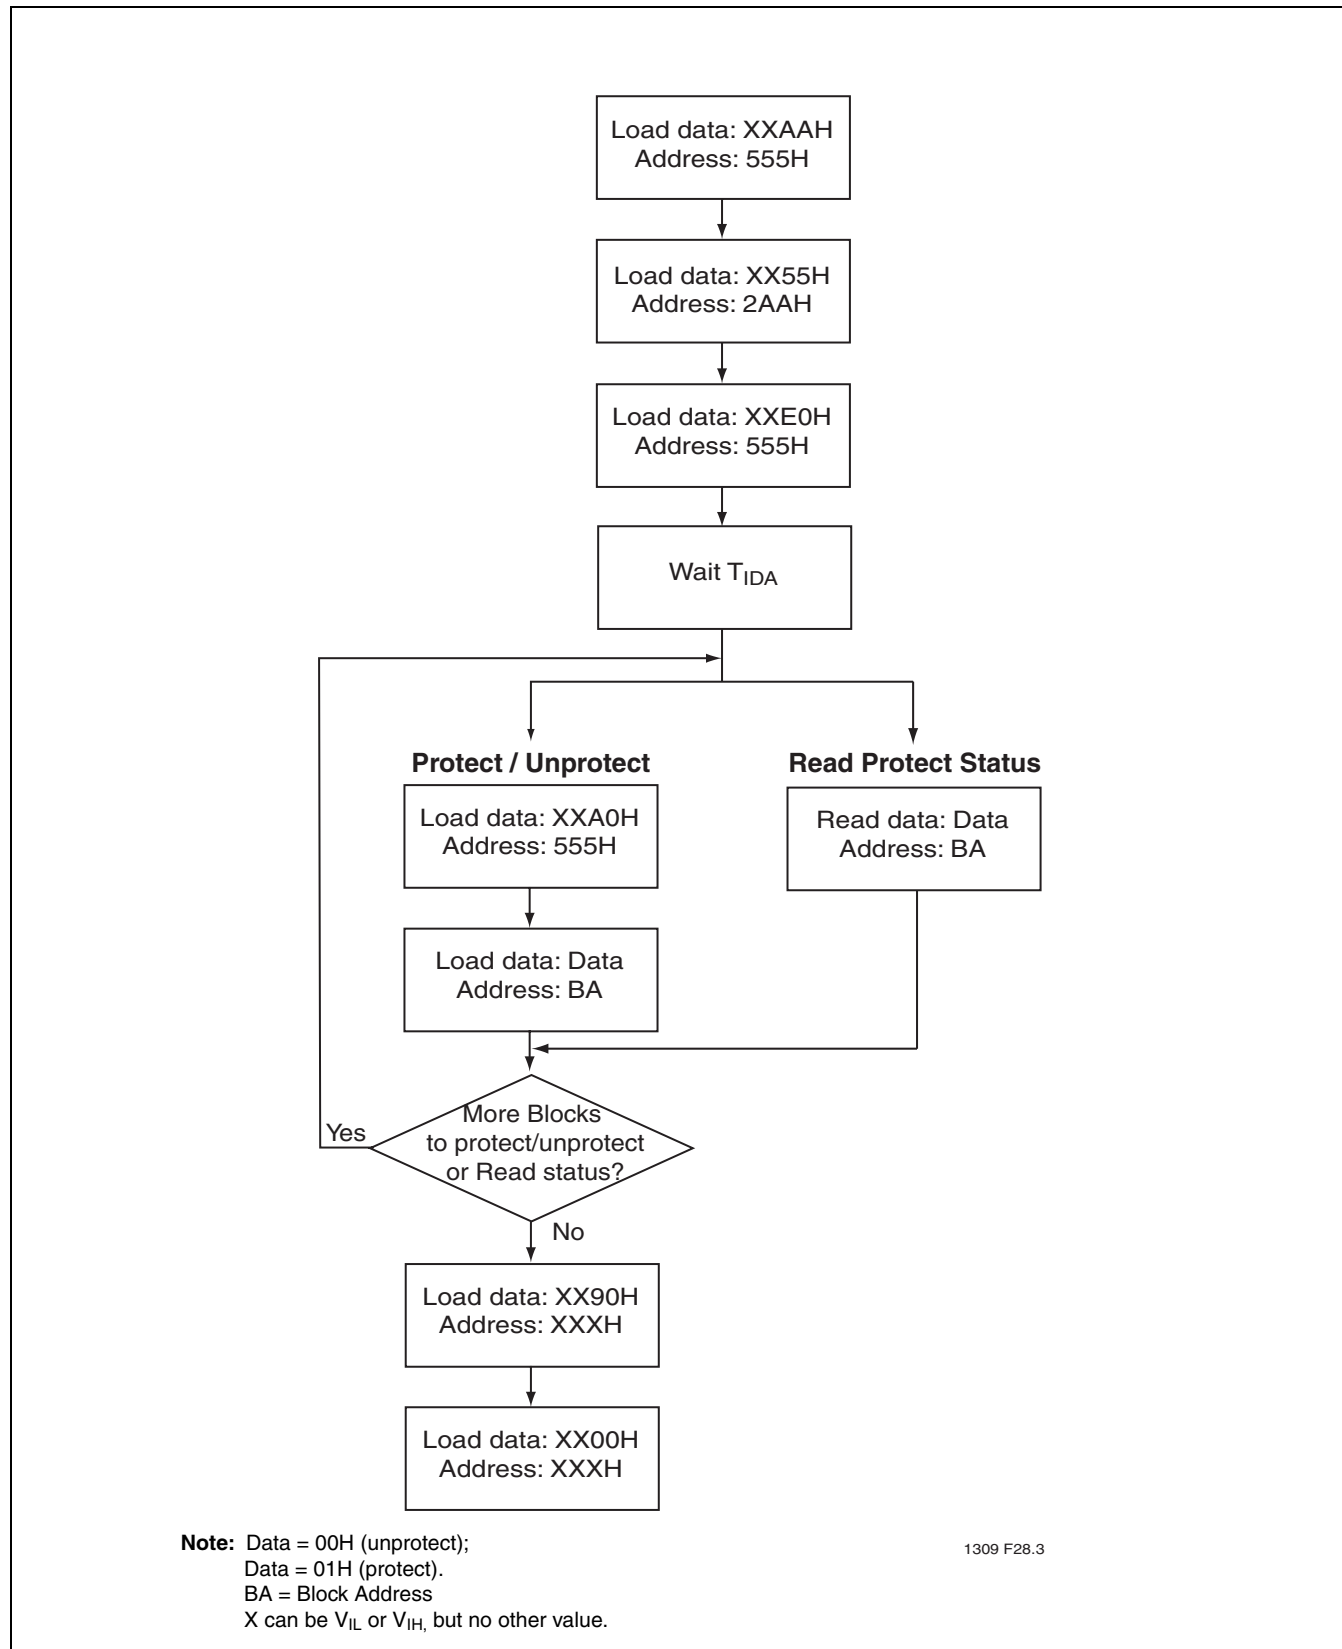 Load data: XXAAH
Address: 555H
Load data: XX55H
Address: 2AAH
Load data: XXE0H
Address: 555H
Wait TIDA
Protect / Unprotect
Load data: XXA0H
Address: 555H
Load data: Data
Address: BA
Read Protect Status
Read data: Data
Address: BA
More Blocks
to protect/unprotect
or Read status?
Yes
No
Load data: XX90H
Address: XXXH
Load data: XX00H
Address: XXXH
Note: Data = 00H (unprotect);
Data = 01H (protect).
BA = Block Address
X can be VIL or VIH, but no other value.
1309 F28.3